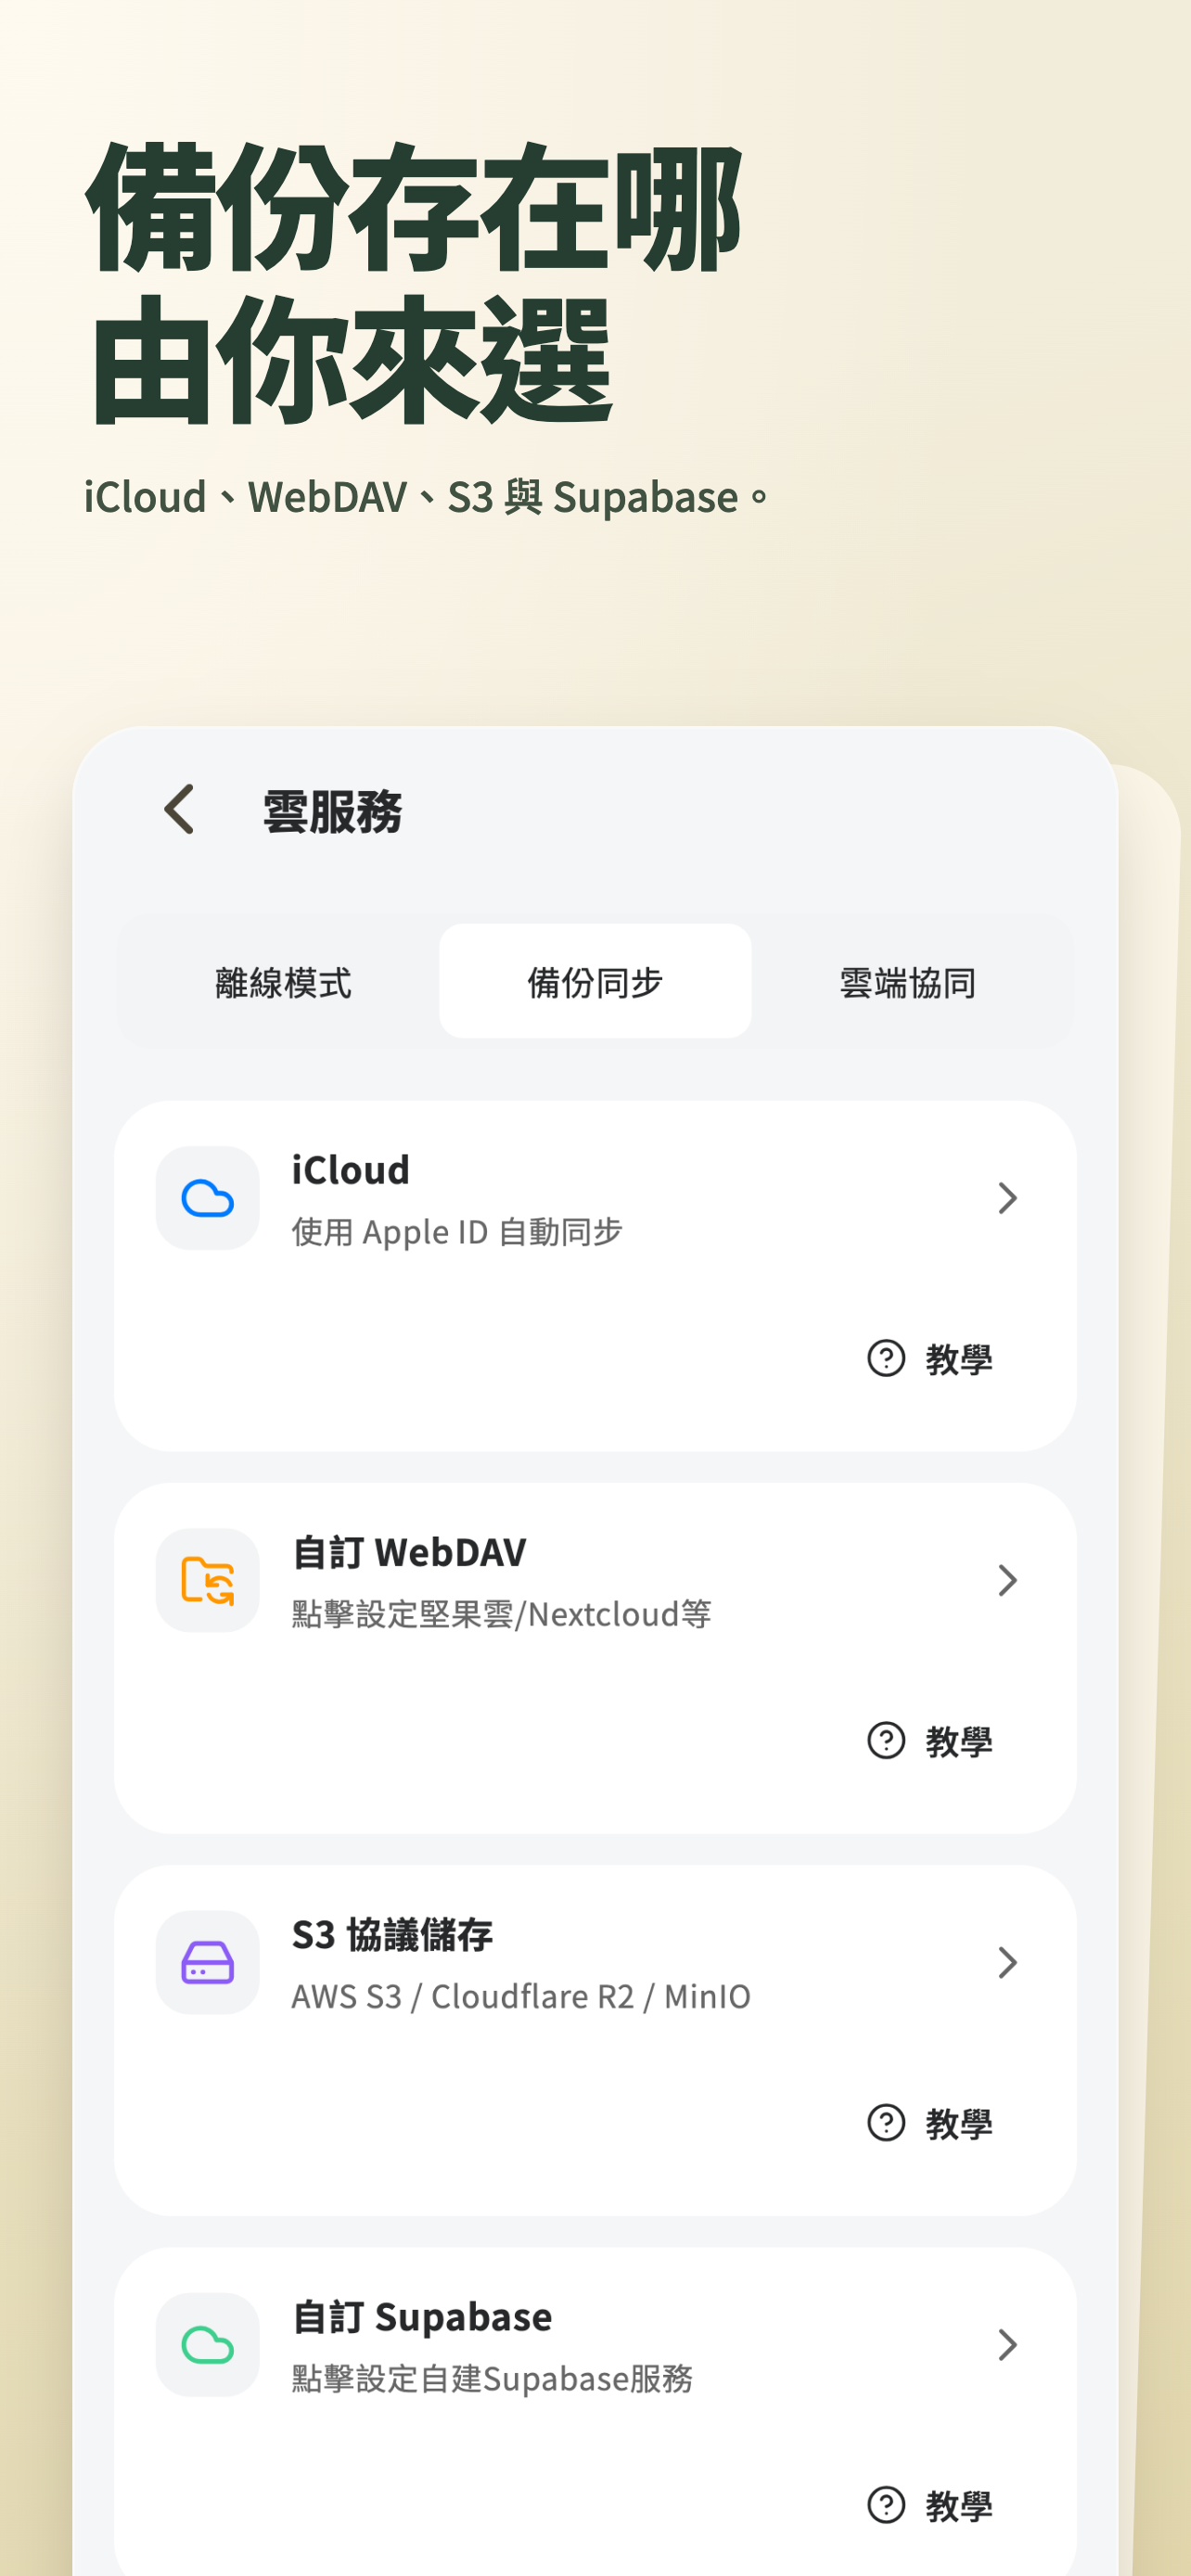 備份存在哪
由你來選
iCloud、WebDAV、S3 與 Supabase。
雲服務
離線模式
備份同步
雲端協同
iCloud
使用 Apple ID 自動同步
教學
自訂 WebDAV
點擊設定堅果雲/Nextcloud等
教學
S3 協議儲存
AWS S3 / Cloudflare R2 / MinIO
教學
自訂 Supabase
點擊設定自建Supabase服務
教學